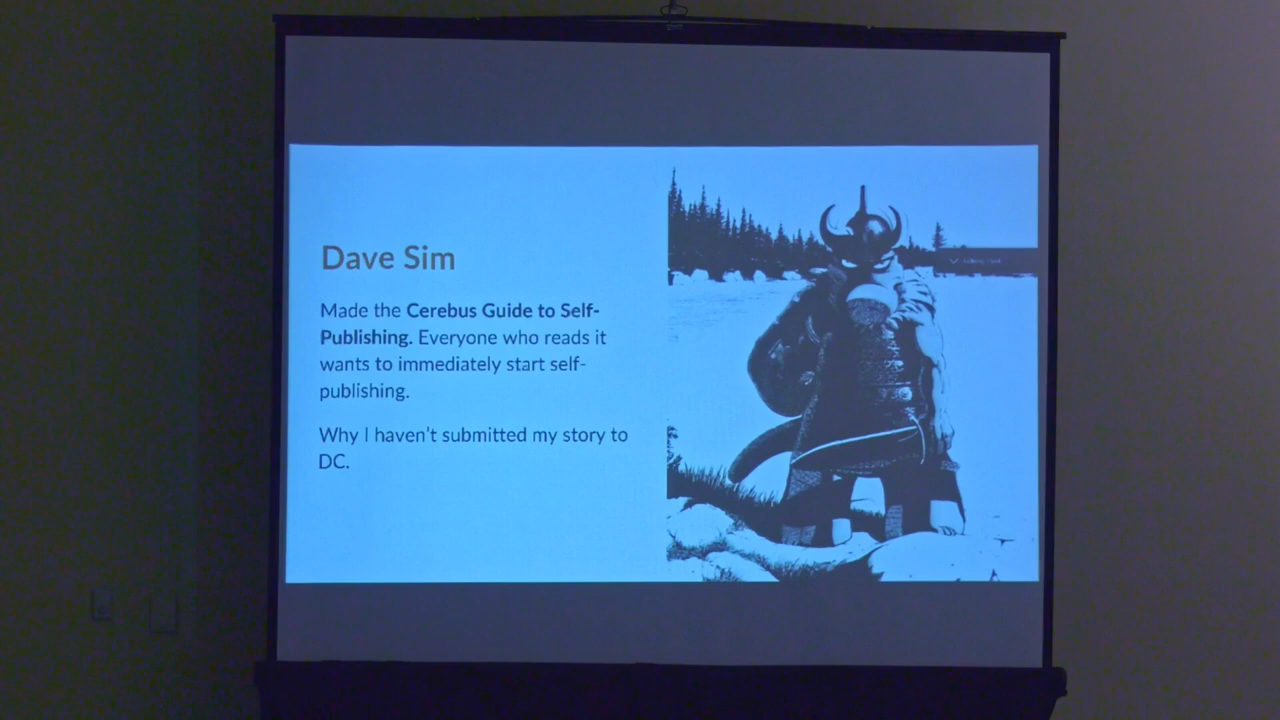 Dave Sim
Made the Cerebus Guide to Self-
Publishing. Everyone who reads it
wants to immediately start self-
publishing.
Why I haven't submitted my story to
DC.